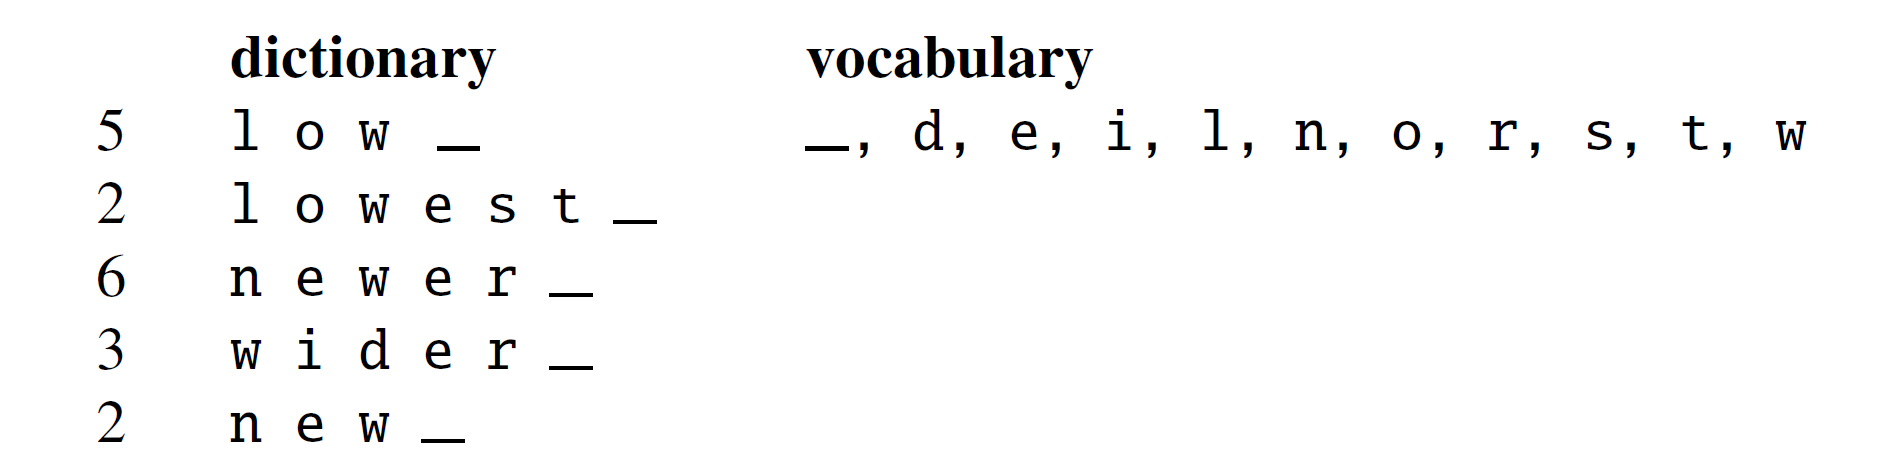 dictionary vocabulary
5 l o w _ _, d, e, i, l, n, o, r, s, t, w
2 l o w e s t _
6 n e w e r _
3 w i d e r _
2 n e w _